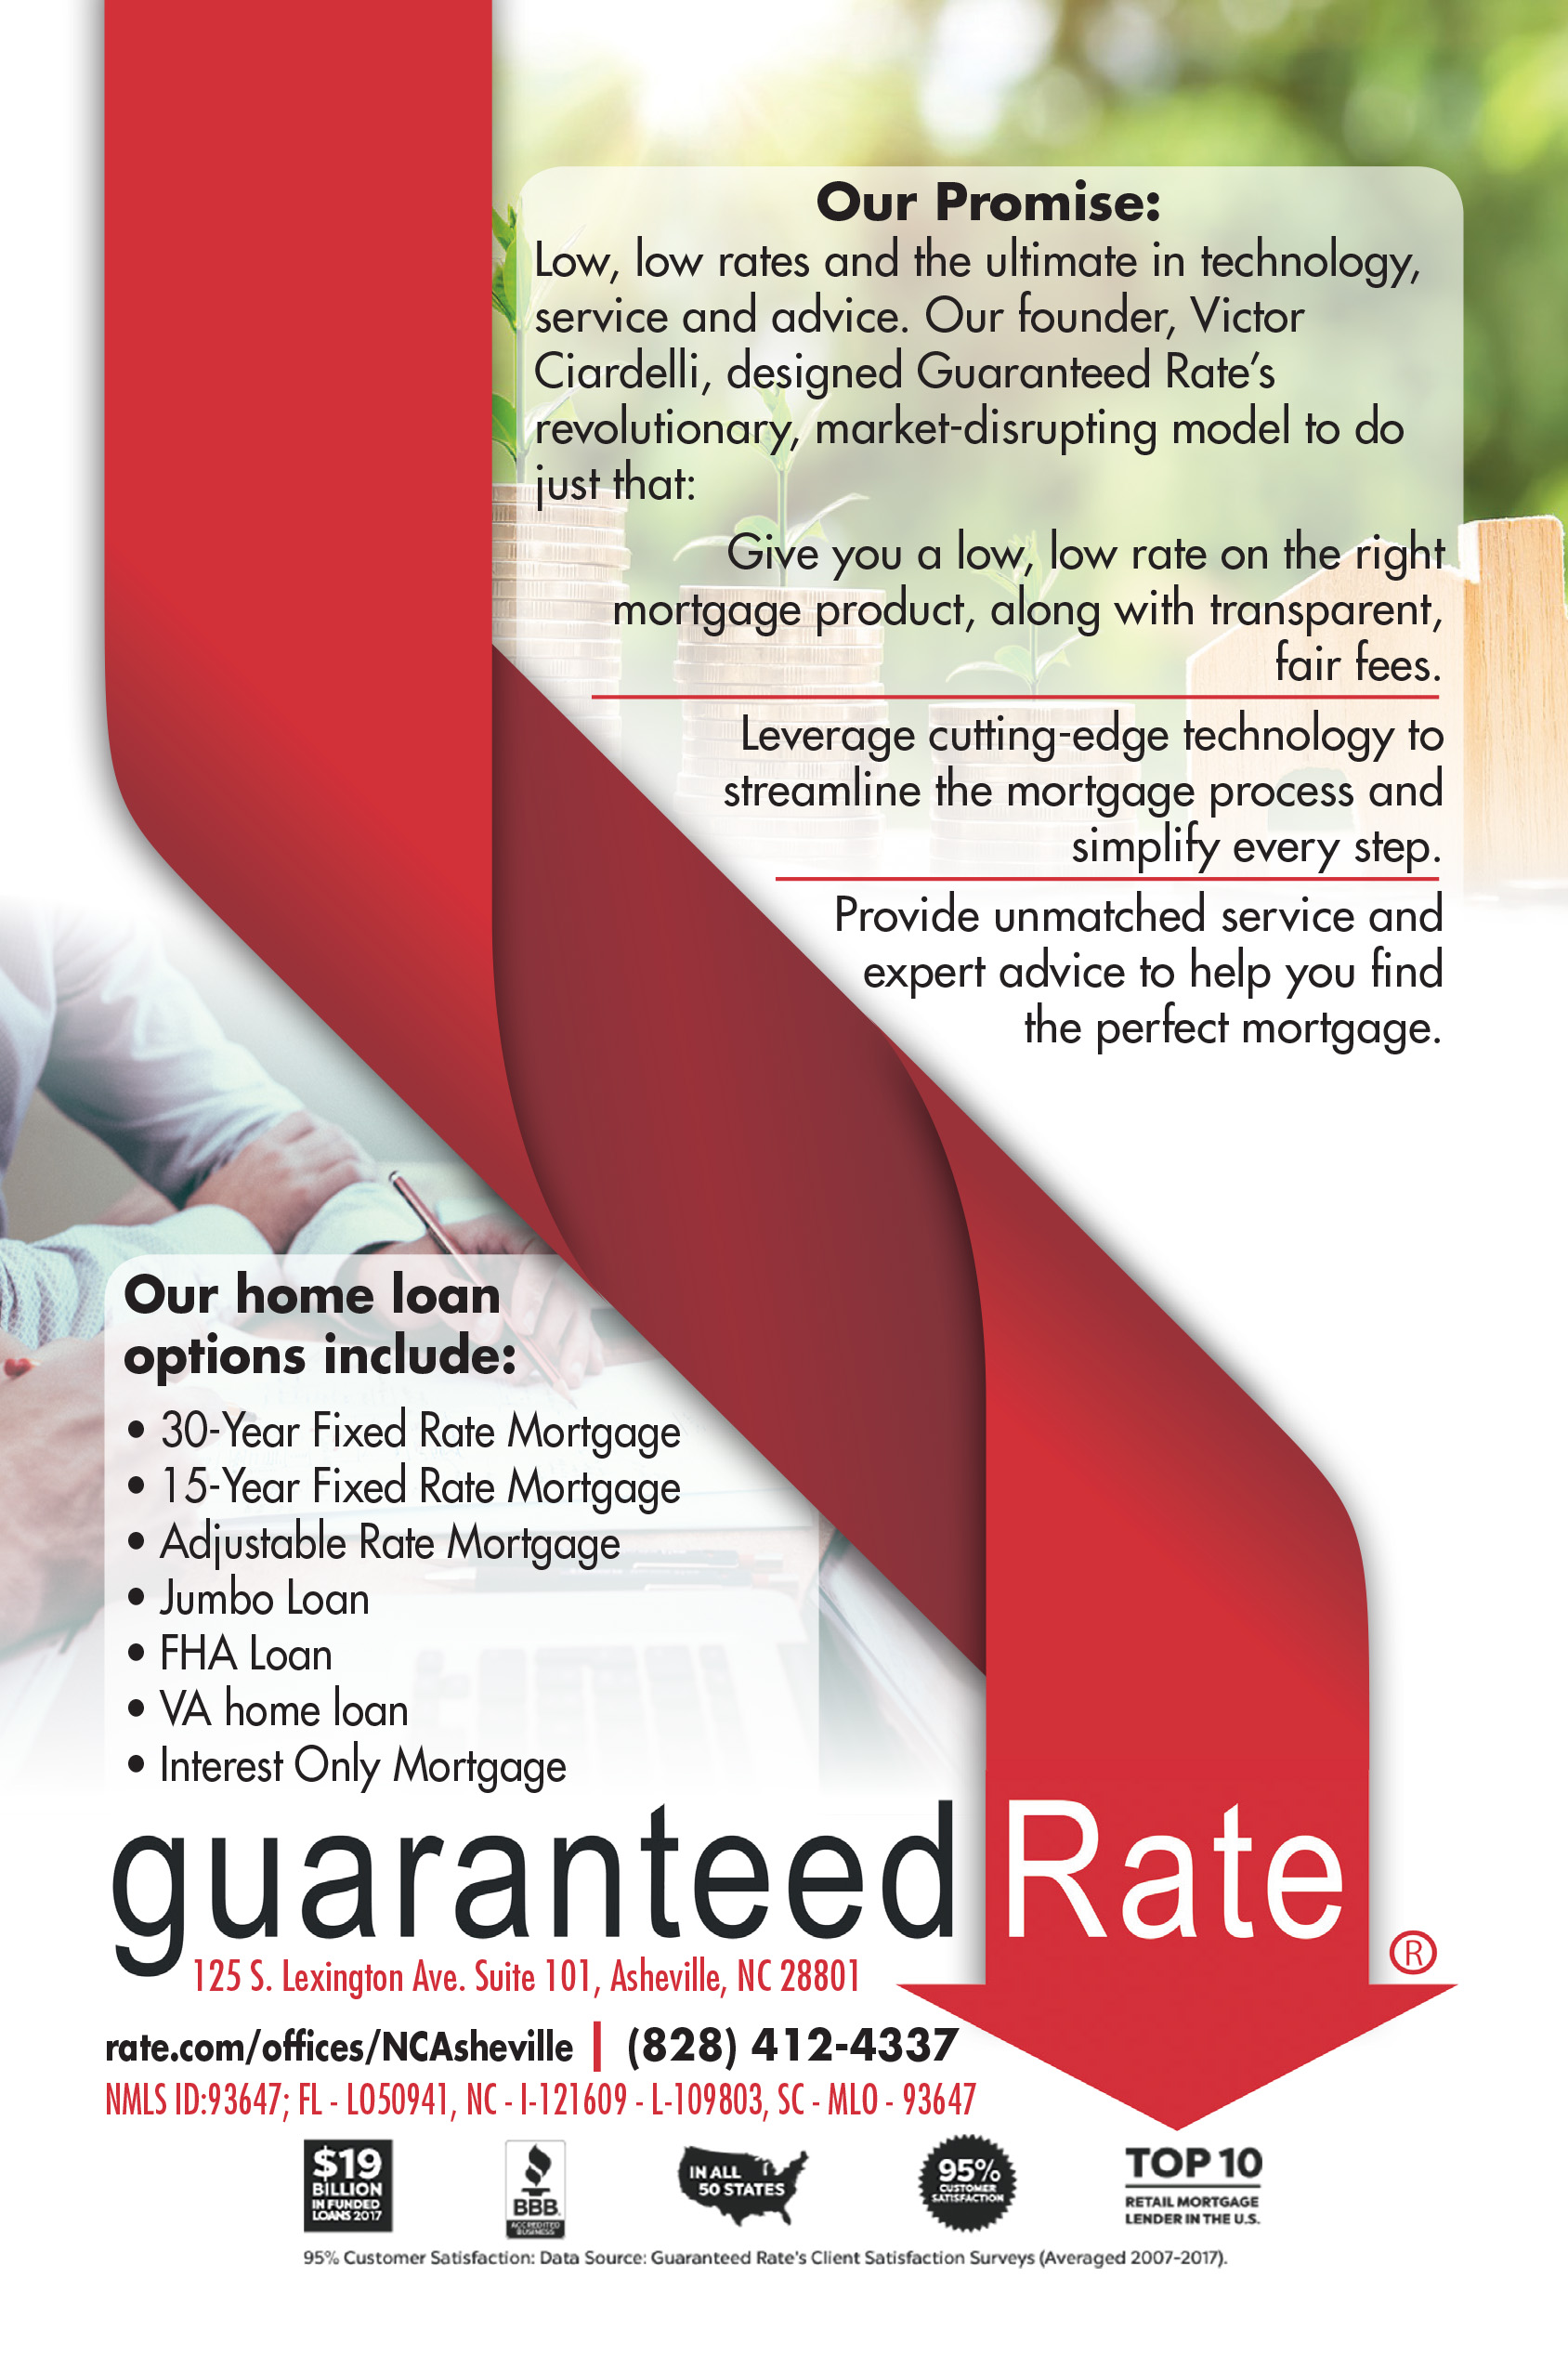 Our Promise:
Low, low rates and the ultimate in technology,
service and advice. Our founder, Victor
Ciardelli, designed Guaranteed Rate's
revolutionary, market-disrupting model to do
just that:
Give you a low, low rate on the right
mortgage product, along with transparent,
fair fees.
Leverage cutting-edge technology to
streamline the mortgage process and
simplify every step.
Provide unmatched service and
expert advice to help you find
the perfect mortgage.
Our home loan
options include:
• 30-Year Fixed Rate Mortgage
• 15-Year Fixed Rate Mortgage
• Adjustable Rate Mortgage
• Jumbo Loan
• FHA Loan
• VA home loan
• Interest Only Mortgage
guaranteed Rate ®
125 S. Lexington Ave. Suite 101, Asheville, NC 28801
rate.com/offices/NCAsheville | (828) 412-4337
NMLS ID:93647; FL - LO50941, NC - I-121609 - L-109803, SC - MLO - 93647
$19
BILLION
IN FUNDED
LOANS 2017
BBB
ACCREDITED
BUSINESS
IN ALL
50 STATES
95%
CUSTOMER
SATISFACTION
TOP 10
RETAIL MORTGAGE
LENDER IN THE U.S.
95% Customer Satisfaction: Data Source: Guaranteed Rate's Client Satisfaction Surveys (Averaged 2007-2017).